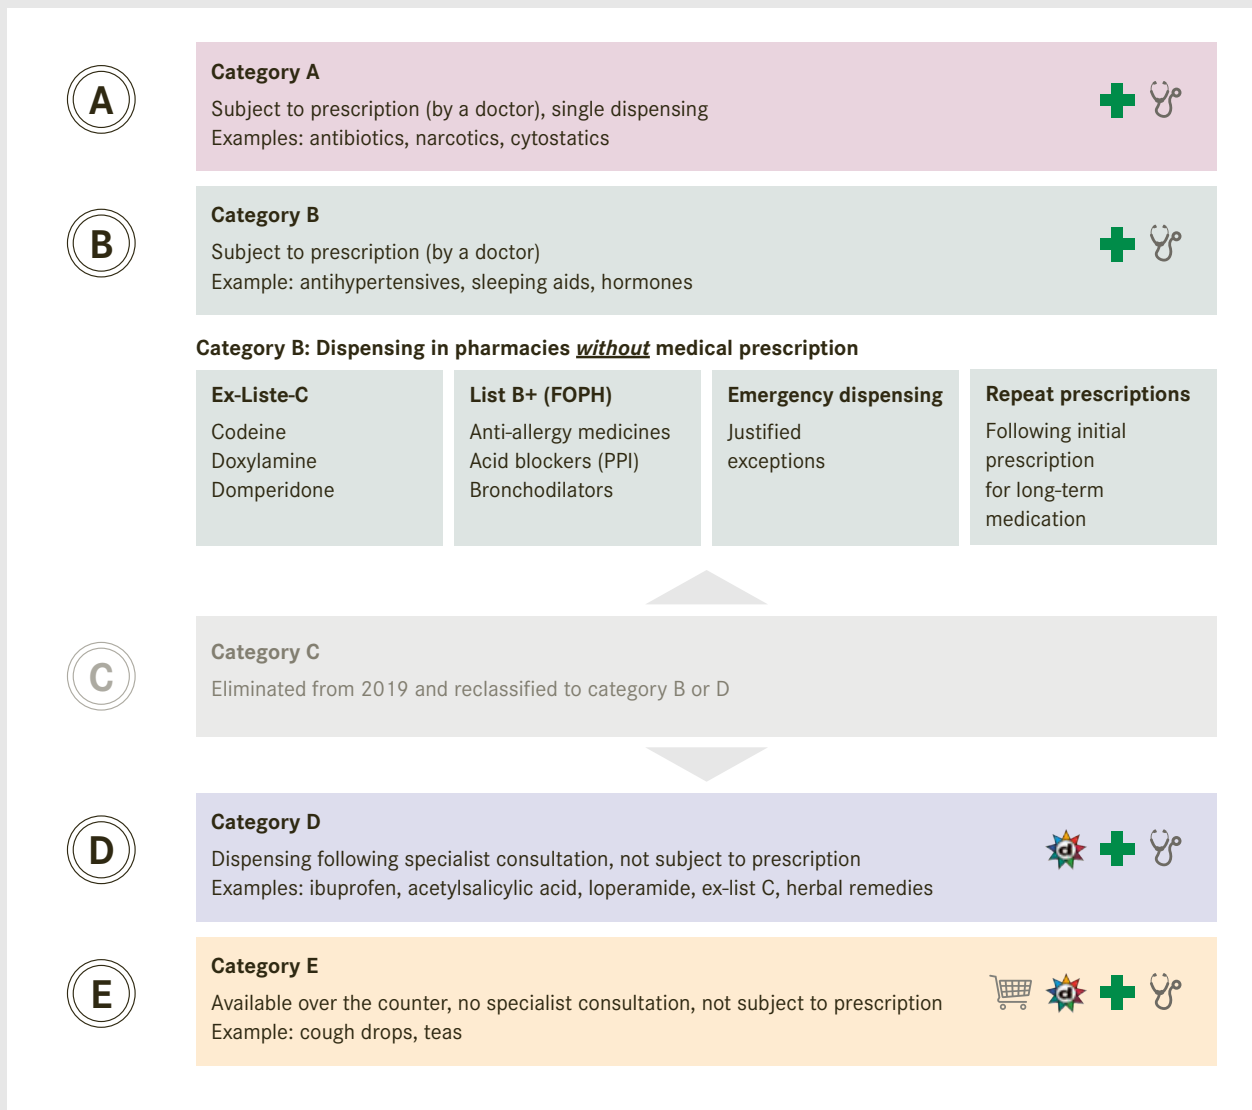 A
Category A
Subject to prescription (by a doctor), single dispensing
Examples: antibiotics, narcotics, cytostatics
B
Category B
Subject to prescription (by a doctor)
Example: antihypertensives, sleeping aids, hormones
Category B: Dispensing in pharmacies without medical prescription
Ex-Liste-C
Codeine
Doxylamine
Domperidone
List B+ (FOPH)
Anti-allergy medicines
Acid blockers (PPI)
Bronchodilators
Emergency dispensing
Justified
exceptions
Repeat prescriptions
Following initial
prescription
for long-term
medication
C
Category C
Eliminated from 2019 and reclassified to category B or D
D
Category D
Dispensing following specialist consultation, not subject to prescription
Examples: ibuprofen, acetylsalicylic acid, loperamide, ex-list C, herbal remedies
d
E
Category E
Available over the counter, no specialist consultation, not subject to prescription
Example: cough drops, teas
d